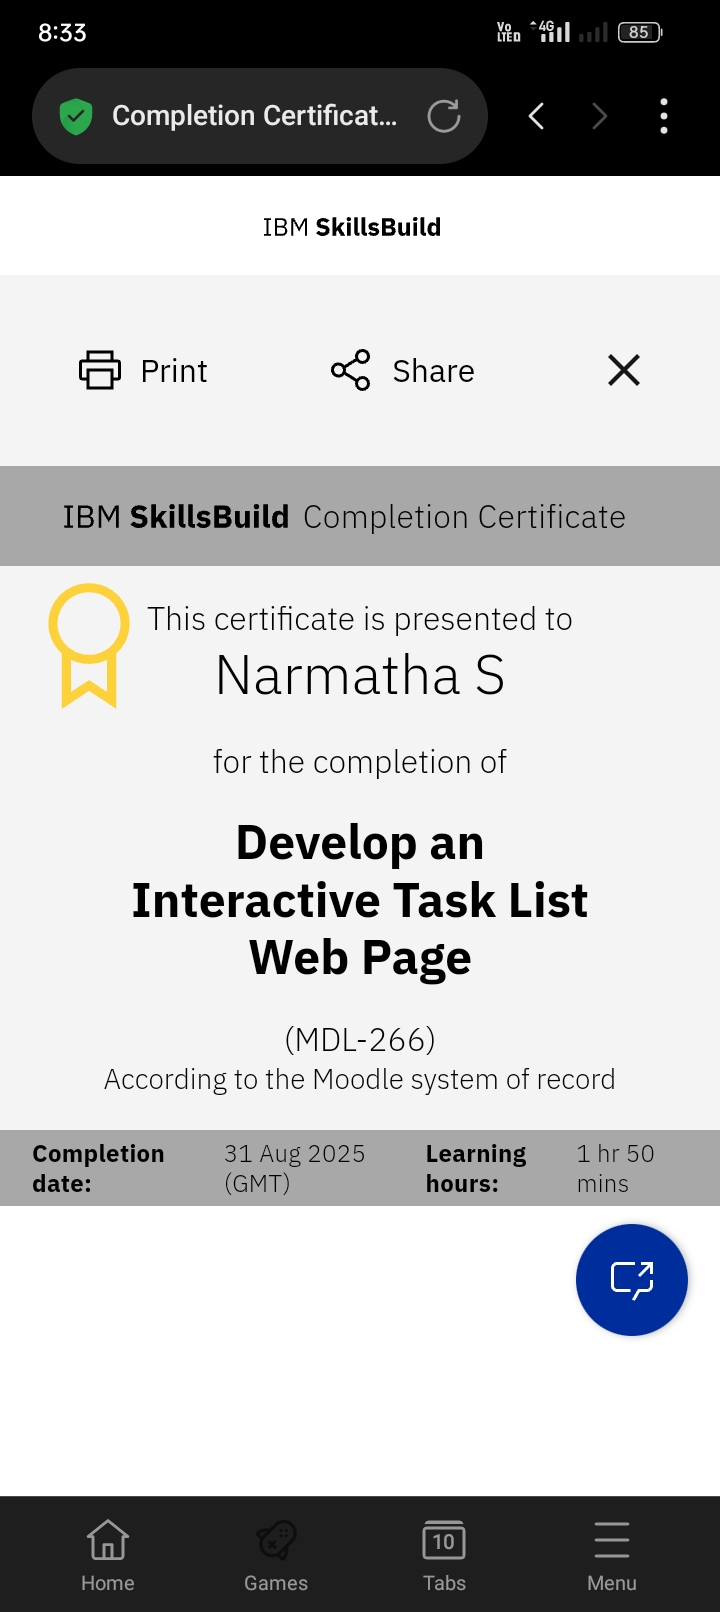 8:33
Vo LTED 4G 85
Completion Certificat...
IBM SkillsBuild
Print Share
IBM SkillsBuild Completion Certificate
This certificate is presented to
Narmatha S
for the completion of
Develop an
Interactive Task List
Web Page
(MDL-266)
According to the Moodle system of record
Completion date: 31 Aug 2025 (GMT) Learning hours: 1 hr 50 mins
10
Home Games Tabs Menu